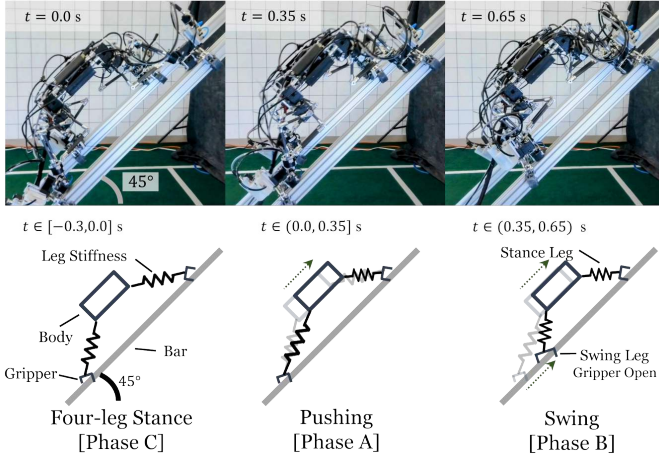 t = 0.0 s
t = 0.35 s
t = 0.65 s
45°
t ∈ [−0.3,0.0] s
t ∈ (0.0, 0.35] s
t ∈ (0.35, 0.65) s
Leg Stiffness
Stance Leg
Body
Bar
Gripper
45°
Swing Leg
Gripper Open
Four-leg Stance
[Phase C]
Pushing
[Phase A]
Swing
[Phase B]